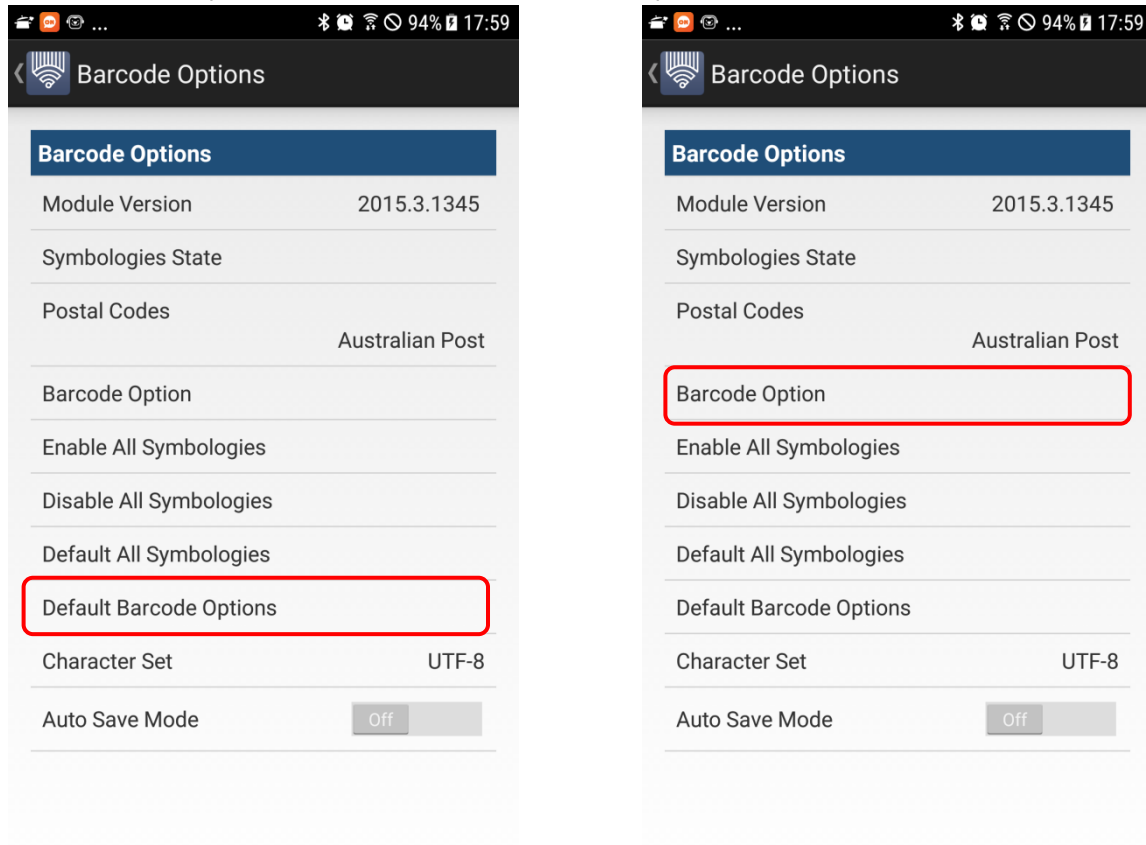 ... 94% 17:59
Barcode Options
Barcode Options
Module Version 2015.3.1345
Symbologies State
Postal Codes
Australian Post
Barcode Option
Enable All Symbologies
Disable All Symbologies
Default All Symbologies
Default Barcode Options
Character Set UTF-8
Auto Save Mode Off
... 94% 17:59
Barcode Options
Barcode Options
Module Version 2015.3.1345
Symbologies State
Postal Codes
Australian Post
Barcode Option
Enable All Symbologies
Disable All Symbologies
Default All Symbologies
Default Barcode Options
Character Set UTF-8
Auto Save Mode Off